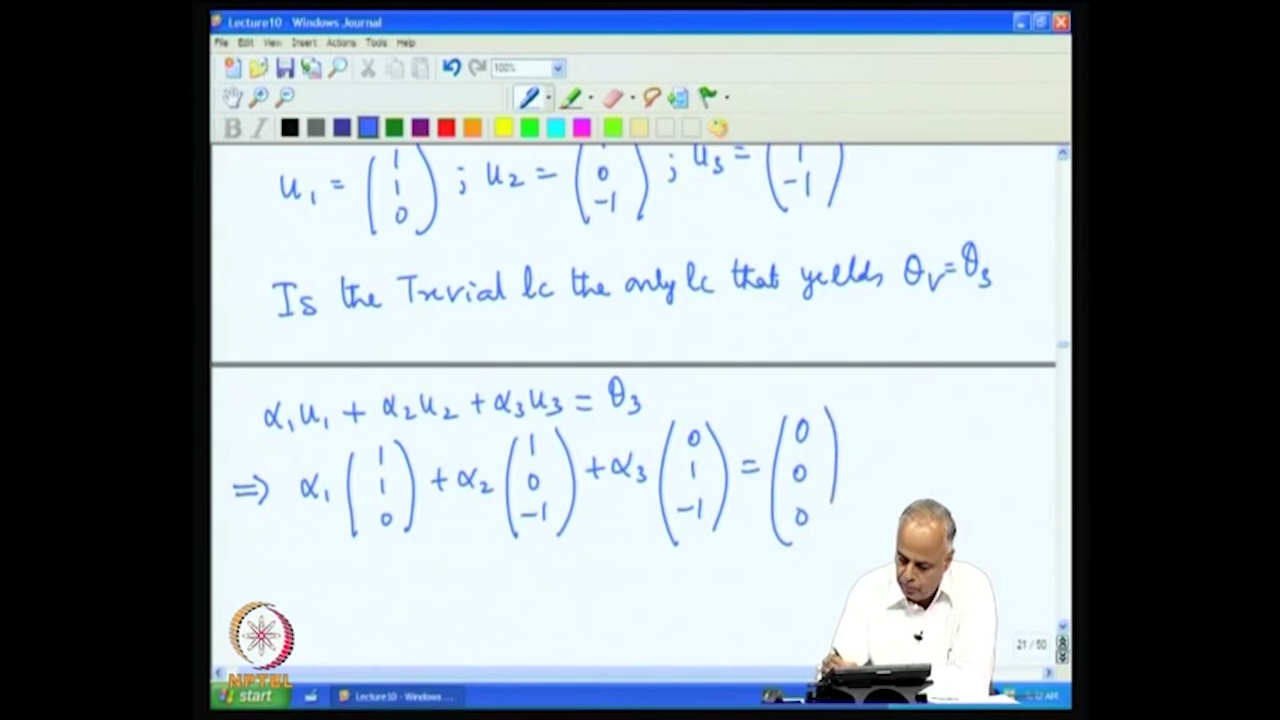 Lecture10 - Windows Journal
File Edit View Insert Actions Tools Help
100%
B I
u₁ = (1 1 0) ; u₂ = ( 0 -1) ; u₃ = (1 -1)
Is the Trevial lc the only lc that yields θᵥ = θ₃
α₁u₁ + α₂u₂ + α₃u₃ = θ₃
⇒ α₁ (1 1 0) + α₂ (1 0 -1) + α₃ (0 1 -1) = (0 0 0)
21 / 50
NPTEL
start Lecture10 - Windows ...